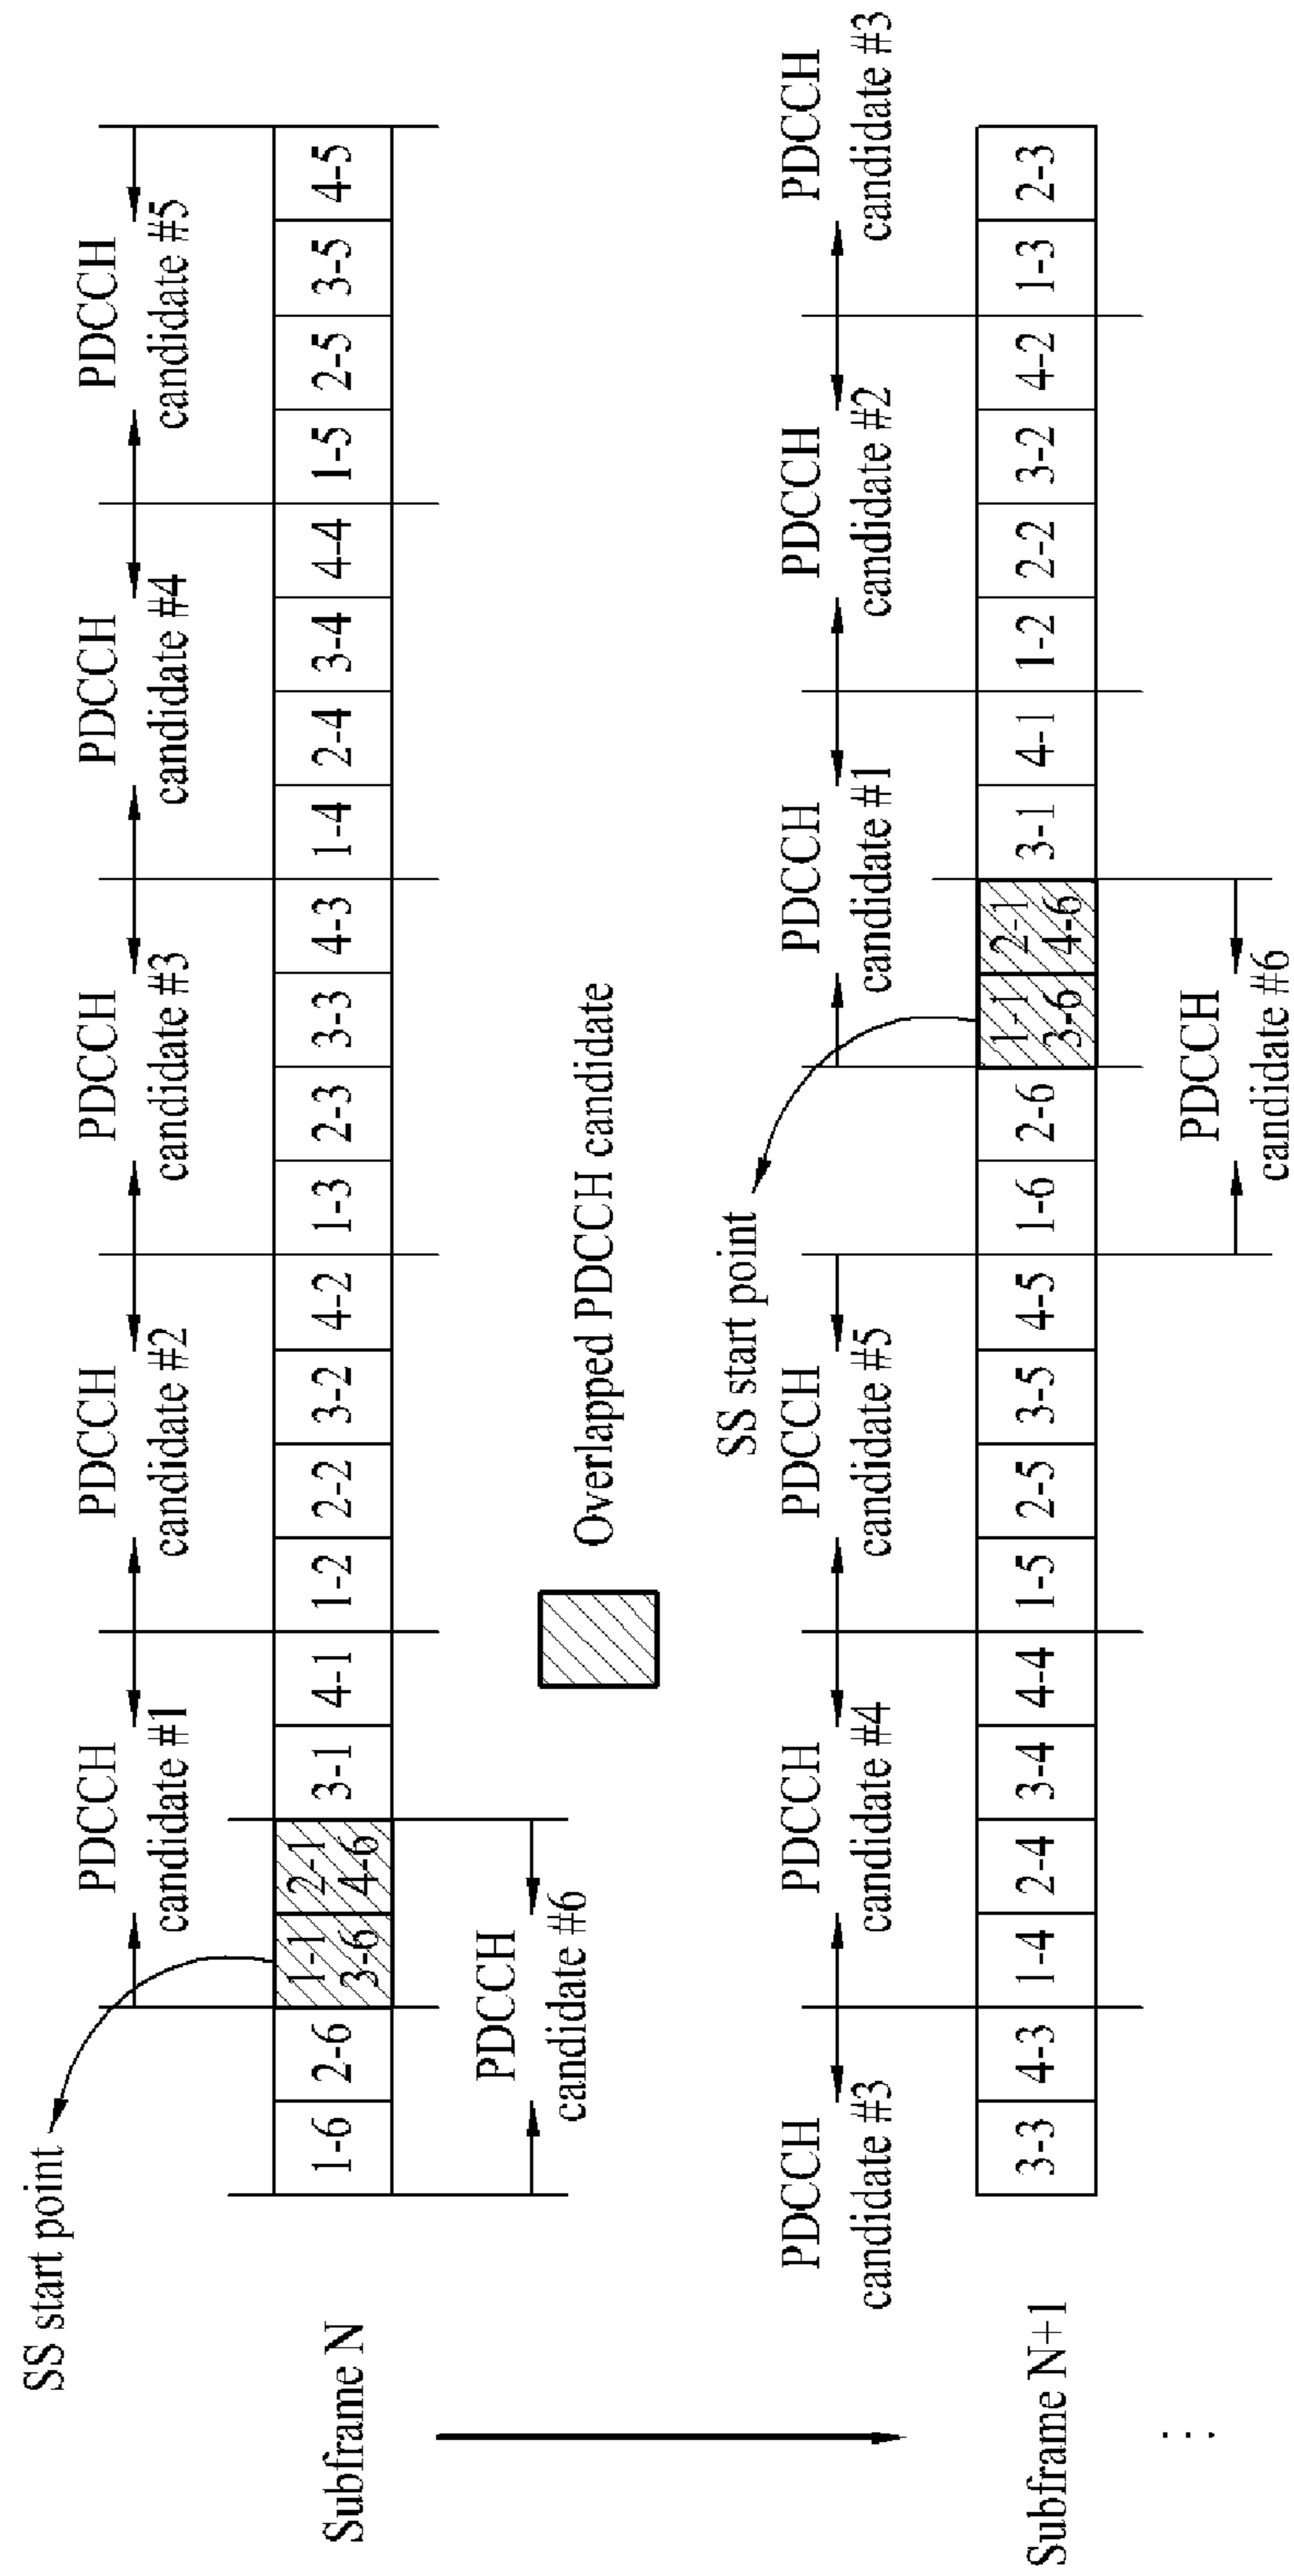 PDCCH
candidate #1
PDCCH
candidate #2
PDCCH
candidate #3
PDCCH
candidate #4
PDCCH
candidate #5
SS start point
Subframe N
1-6 2-6 1-1 2-1 3-1 4-1 1-2 2-2 3-2 4-2 1-3 2-3 3-3 4-3 1-4 2-4 3-4 4-4 1-5 2-5 3-5 4-5
3-6 4-6
PDCCH
candidate #6
Overlapped PDCCH candidate
SS start point
PDCCH
candidate #3
PDCCH
candidate #4
PDCCH
candidate #5
PDCCH
candidate #1
PDCCH
candidate #2
PDCCH
candidate #3
Subframe N+1
3-3 4-3 1-4 2-4 3-4 4-4 1-5 2-5 3-5 4-5 1-6 2-6 1-1 2-1 3-1 4-1 1-2 2-2 3-2 4-2 1-3 2-3
3-6 4-6
PDCCH
candidate #6
...